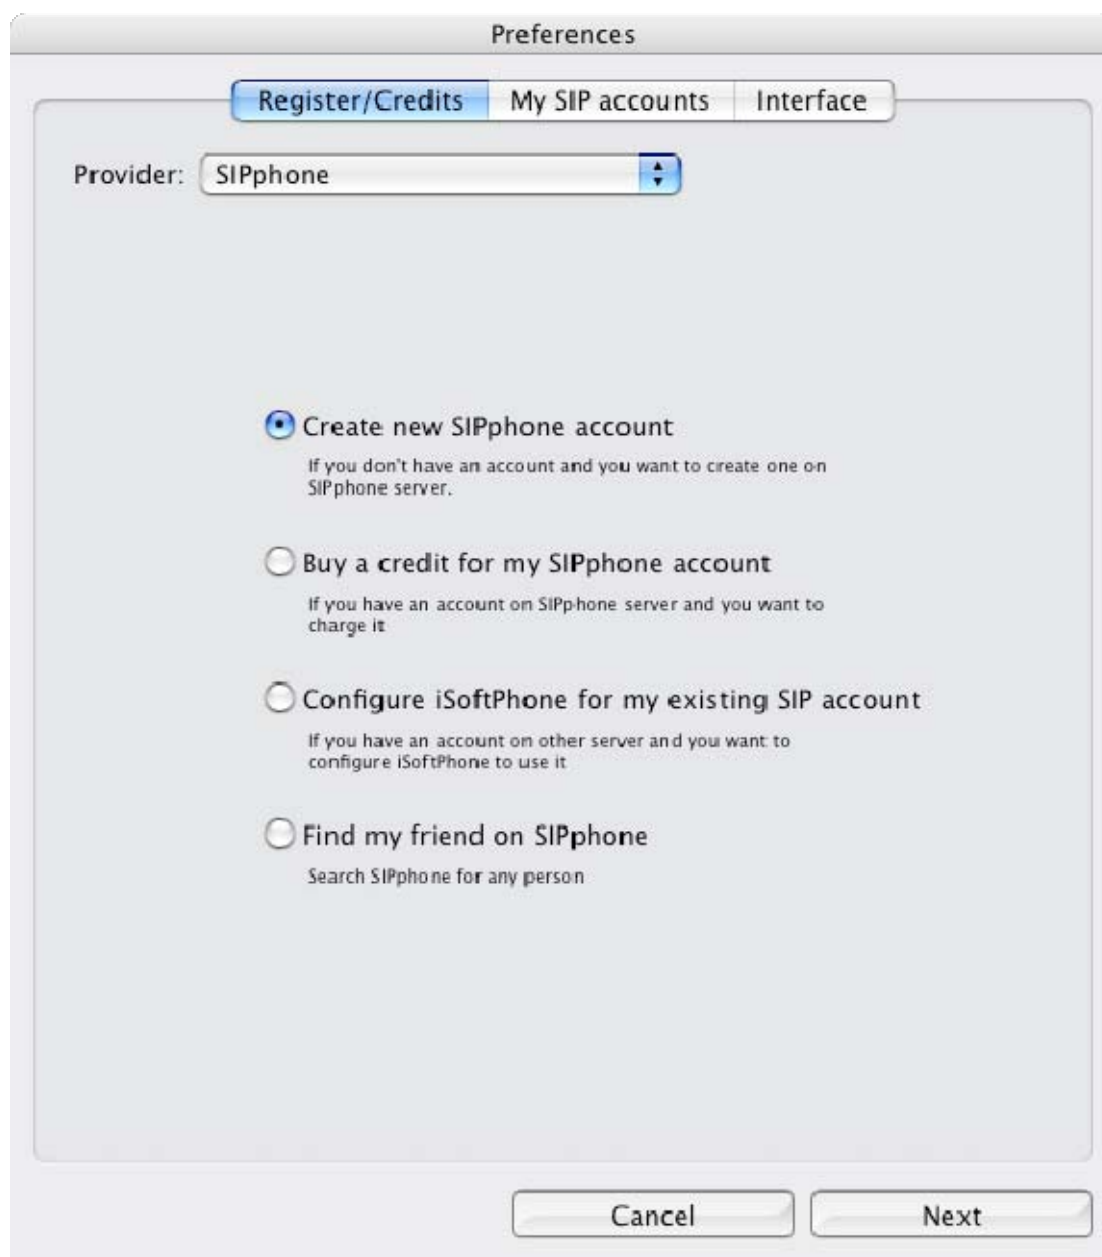 Preferences
Register/Credits My SIP accounts Interface
Provider: SIPphone
Create new SIPphone account
If you don't have an account and you want to create one on
SIPphone server.
Buy a credit for my SIPphone account
If you have an account on SIPphone server and you want to
charge it
Configure iSoftPhone for my existing SIP account
If you have an account on other server and you want to
configure iSoftPhone to use it
Find my friend on SIPphone
Search SIPphone for any person
Cancel Next